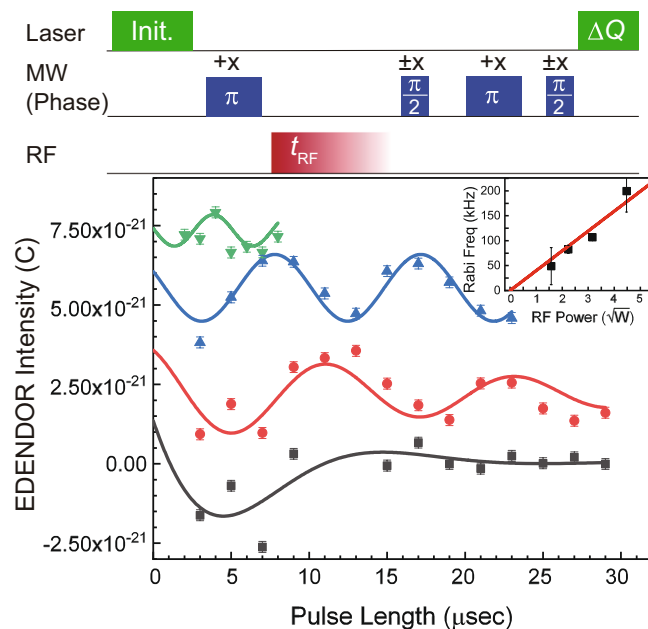 Laser
Init.
ΔQ
MW
(Phase)
+x
±x
+x
±x
π
π/2
π
π/2
RF
t_RF
EDENDOR Intensity (C)
7.50x10⁻²¹
5.00x10⁻²¹
2.50x10⁻²¹
0.00
-2.50x10⁻²¹
0 5 10 15 20 25 30
Pulse Length (μsec)
Rabi Freq (kHz)
200
150
100
50
0
0 1 2 3 4 5
RF Power (√W)